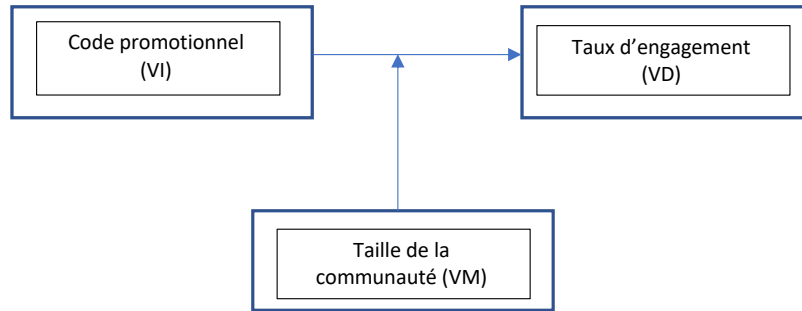 Code promotionnel
(VI)
Taux d’engagement
(VD)
Taille de la
communauté (VM)